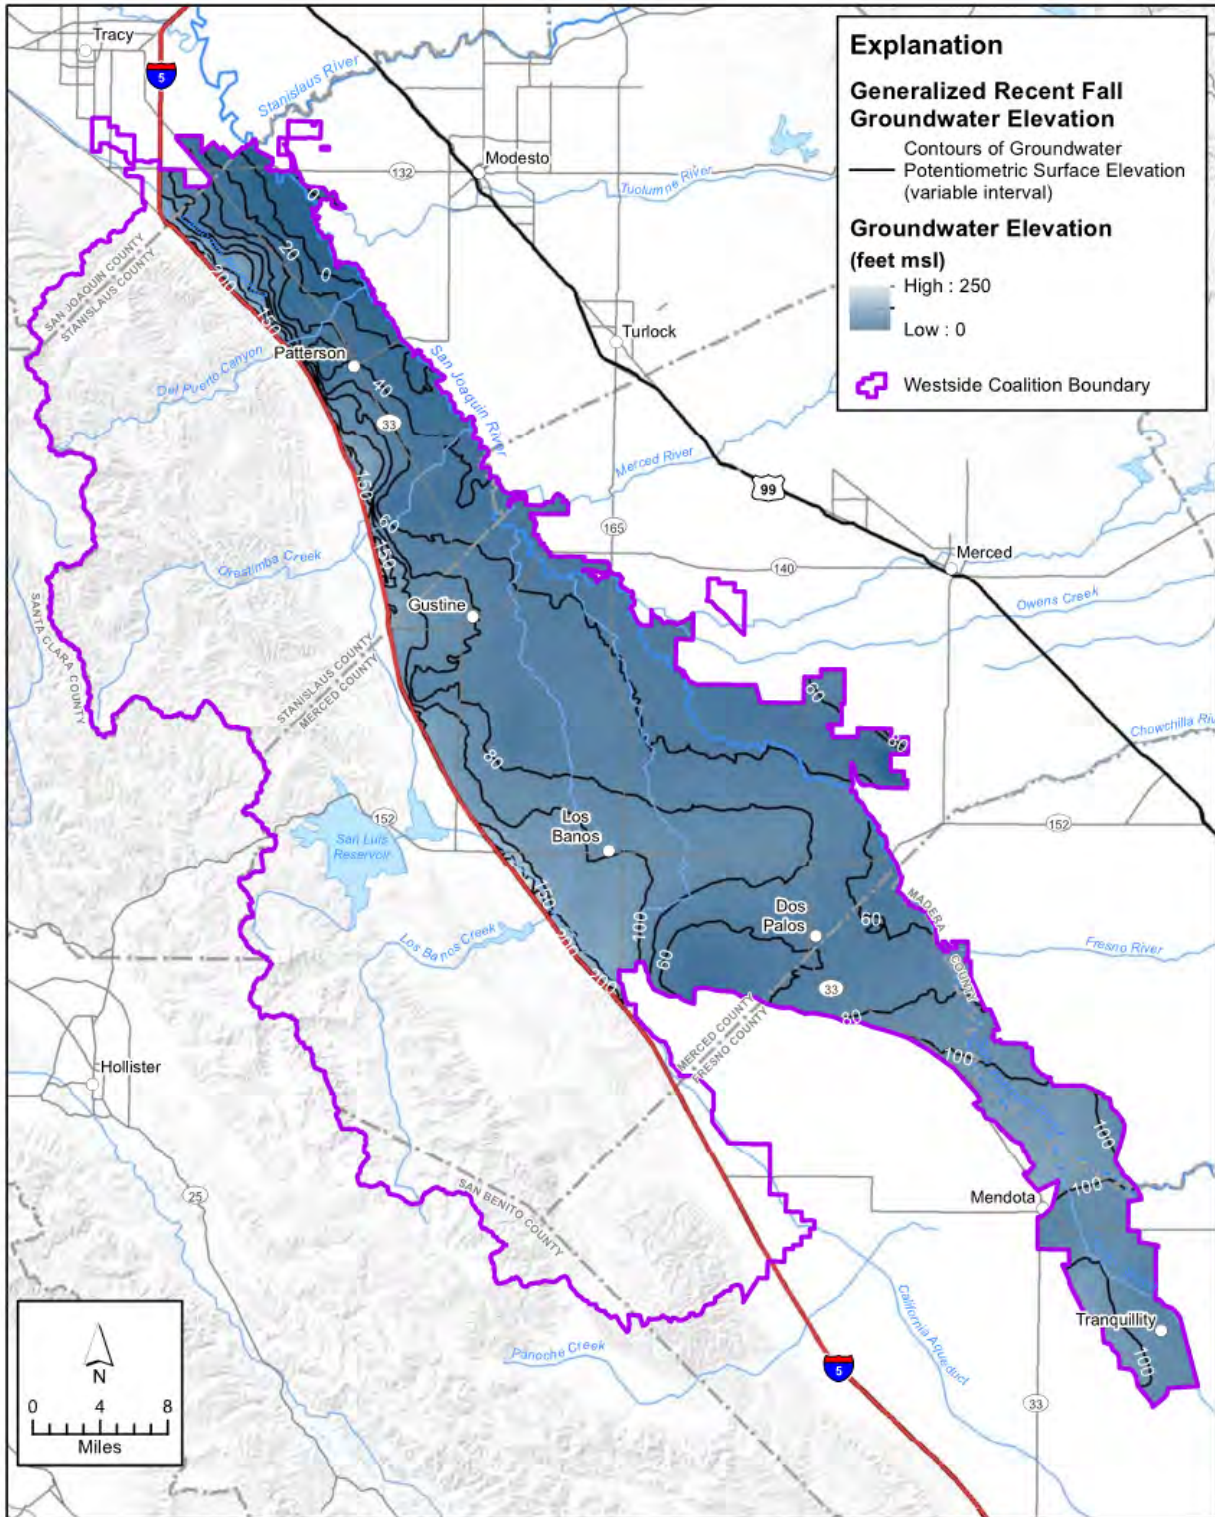 Tracy
5
Stanislaus River
132
Modesto
Tuolumne River
Explanation
Generalized Recent Fall
Groundwater Elevation
Contours of Groundwater
Potentiometric Surface Elevation
(variable interval)
Groundwater Elevation
(feet msl)
High : 250
Low : 0
Westside Coalition Boundary
0
20
0
200
150
SAN JOAQUIN COUNTY
STANISLAUS COUNTY
Turlock
Patterson
Del Puerto Canyon
San Joaquin River
40
33
Merced River
99
150
60
165
150
Orestimba Creek
140
Merced
Owens Creek
Gustine
SANTA CLARA COUNTY
STANISLAUS COUNTY
MERCED COUNTY
60
80
Chowchilla Riv
80
152
San Luis
Reservoir
Los
Banos
152
150
200
200
Los Banos Creek
100
60
Dos
Palos
60
MADERA
COUNTY
Fresno River
33
80
100
MERCED COUNTY
FRESNO COUNTY
Hollister
100
100
Mendota
25
SAN BENITO COUNTY
California Aqueduct
Tranquillity
100
Panoche Creek
5
33
N
0 4 8
Miles